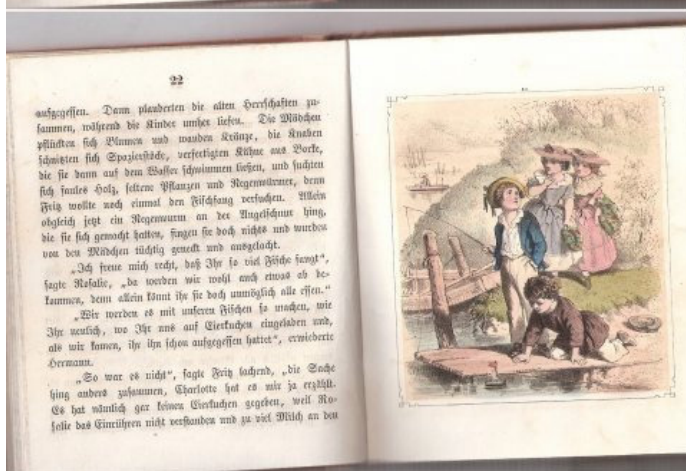 22
aufgegessen. Dann plauderten die alten Herrschaften zu-
sammen, während die Kinder umher liefen. Die Mädchen
pflückten sich Blumen und wanden Kränze, die Knaben
schnitzten sich Spazierstöcke, verfertigten Kähne aus Borke,
die sie dann auf dem Wasser schwimmen ließen, und suchten
sich faules Holz, seltene Pflanzen und Regenwürmer, denn
Fritz wollte noch einmal den Fischfang versuchen. Allein
obgleich jetzt ein Regenwurm an der Angelschnur hing,
die sie sich gemacht hatten, fingen sie doch nichts und wurden
von den Mädchen tüchtig geneckt und ausgelacht.
„Ich freue mich recht, daß Ihr so viel Fische fangt“,
sagte Rosalie, „da werden wir wohl auch etwas ab be-
kommen, denn allein könnt ihr sie doch unmöglich alle essen.“
„Wir werden es mit unseren Fischen so machen, wie
Ihr neulich, wo Ihr uns auf Eierkuchen eingeladen und,
als wir kamen, ihr ihn schon aufgegessen hattet“, erwiederte
Hermann.
„So war es nicht“, sagte Fritz lachend, „die Sache
hing anders zusammen, Charlotte hat es mir ja erzählt.
Es hat nämlich gar keinen Eierkuchen gegeben, weil Ro-
salie das Einrühren nicht verstanden und zu viel Milch an den